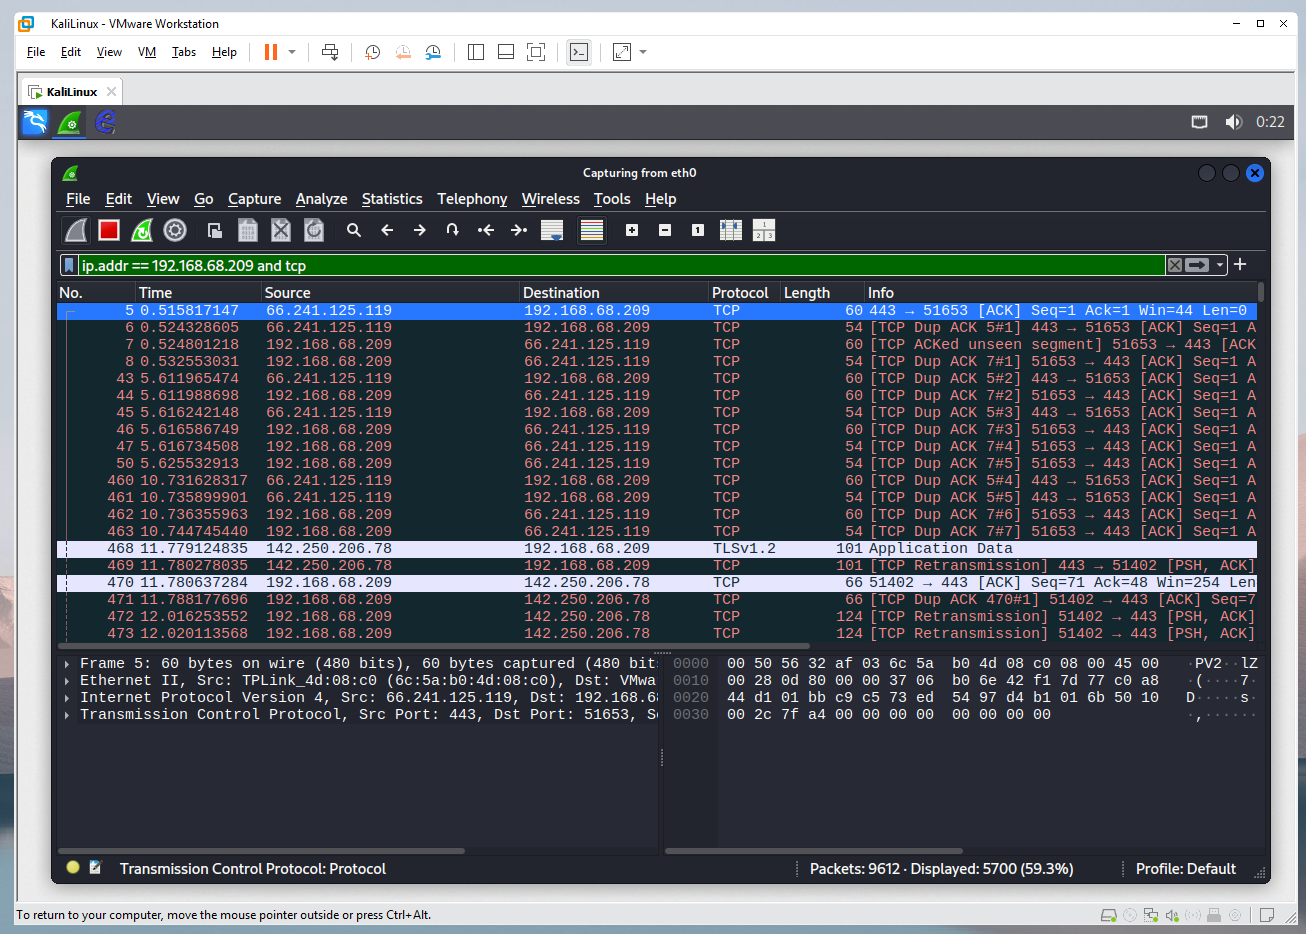 KaliLinux - VMware Workstation
File Edit View VM Tabs Help
KaliLinux
0:22
Capturing from eth0
File Edit View Go Capture Analyze Statistics Telephony Wireless Tools Help
ip.addr == 192.168.68.209 and tcp
No. Time Source Destination Protocol Length Info
5 0.515817147 66.241.125.119 192.168.68.209 TCP 60 443 → 51653 [ACK] Seq=1 Ack=1 Win=44 Len=0
6 0.524328605 66.241.125.119 192.168.68.209 TCP 54 [TCP Dup ACK 5#1] 443 → 51653 [ACK] Seq=1 A
7 0.524801218 192.168.68.209 66.241.125.119 TCP 60 [TCP ACKed unseen segment] 51653 → 443 [ACK
8 0.532553031 192.168.68.209 66.241.125.119 TCP 54 [TCP Dup ACK 7#1] 51653 → 443 [ACK] Seq=1 A
43 5.611965474 66.241.125.119 192.168.68.209 TCP 60 [TCP Dup ACK 5#2] 443 → 51653 [ACK] Seq=1 A
44 5.611988698 192.168.68.209 66.241.125.119 TCP 60 [TCP Dup ACK 7#2] 51653 → 443 [ACK] Seq=1 A
45 5.616242148 66.241.125.119 192.168.68.209 TCP 54 [TCP Dup ACK 5#3] 443 → 51653 [ACK] Seq=1 A
46 5.616586749 192.168.68.209 66.241.125.119 TCP 60 [TCP Dup ACK 7#3] 51653 → 443 [ACK] Seq=1 A
47 5.616734508 192.168.68.209 66.241.125.119 TCP 54 [TCP Dup ACK 7#4] 51653 → 443 [ACK] Seq=1 A
50 5.625532913 192.168.68.209 66.241.125.119 TCP 54 [TCP Dup ACK 7#5] 51653 → 443 [ACK] Seq=1 A
460 10.731628317 66.241.125.119 192.168.68.209 TCP 60 [TCP Dup ACK 5#4] 443 → 51653 [ACK] Seq=1 A
461 10.735899901 66.241.125.119 192.168.68.209 TCP 54 [TCP Dup ACK 5#5] 443 → 51653 [ACK] Seq=1 A
462 10.736355963 192.168.68.209 66.241.125.119 TCP 60 [TCP Dup ACK 7#6] 51653 → 443 [ACK] Seq=1 A
463 10.744745440 192.168.68.209 66.241.125.119 TCP 54 [TCP Dup ACK 7#7] 51653 → 443 [ACK] Seq=1 A
468 11.779124835 142.250.206.78 192.168.68.209 TLSv1.2 101 Application Data
469 11.780278035 142.250.206.78 192.168.68.209 TCP 101 [TCP Retransmission] 443 → 51402 [PSH, ACK]
470 11.780637284 192.168.68.209 142.250.206.78 TCP 66 51402 → 443 [ACK] Seq=71 Ack=48 Win=254 Len
471 11.788177696 192.168.68.209 142.250.206.78 TCP 66 [TCP Dup ACK 470#1] 51402 → 443 [ACK] Seq=7
472 12.016253552 192.168.68.209 142.250.206.78 TCP 124 [TCP Retransmission] 51402 → 443 [PSH, ACK]
473 12.020113568 192.168.68.209 142.250.206.78 TCP 124 [TCP Retransmission] 51402 → 443 [PSH, ACK]
Frame 5: 60 bytes on wire (480 bits), 60 bytes captured (480 bit
Ethernet II, Src: TPLink_4d:08:c0 (6c:5a:b0:4d:08:c0), Dst: VMwa
Internet Protocol Version 4, Src: 66.241.125.119, Dst: 192.168.68
Transmission Control Protocol, Src Port: 443, Dst Port: 51653, Se
0000 00 50 56 32 af 03 6c 5a b0 4d 08 c0 08 00 45 00 ·PV2··lZ
0010 00 28 0d 80 00 00 37 06 b0 6e 42 f1 7d 77 c0 a8 ·(····7·
0020 44 d1 01 bb c9 c5 73 ed 54 97 d4 b1 01 6b 50 10 D·····s·
0030 00 2c 7f a4 00 00 00 00 00 00 00 00 ·,······
Transmission Control Protocol: Protocol
Packets: 9612 · Displayed: 5700 (59.3%)
Profile: Default
To return to your computer, move the mouse pointer outside or press Ctrl+Alt.